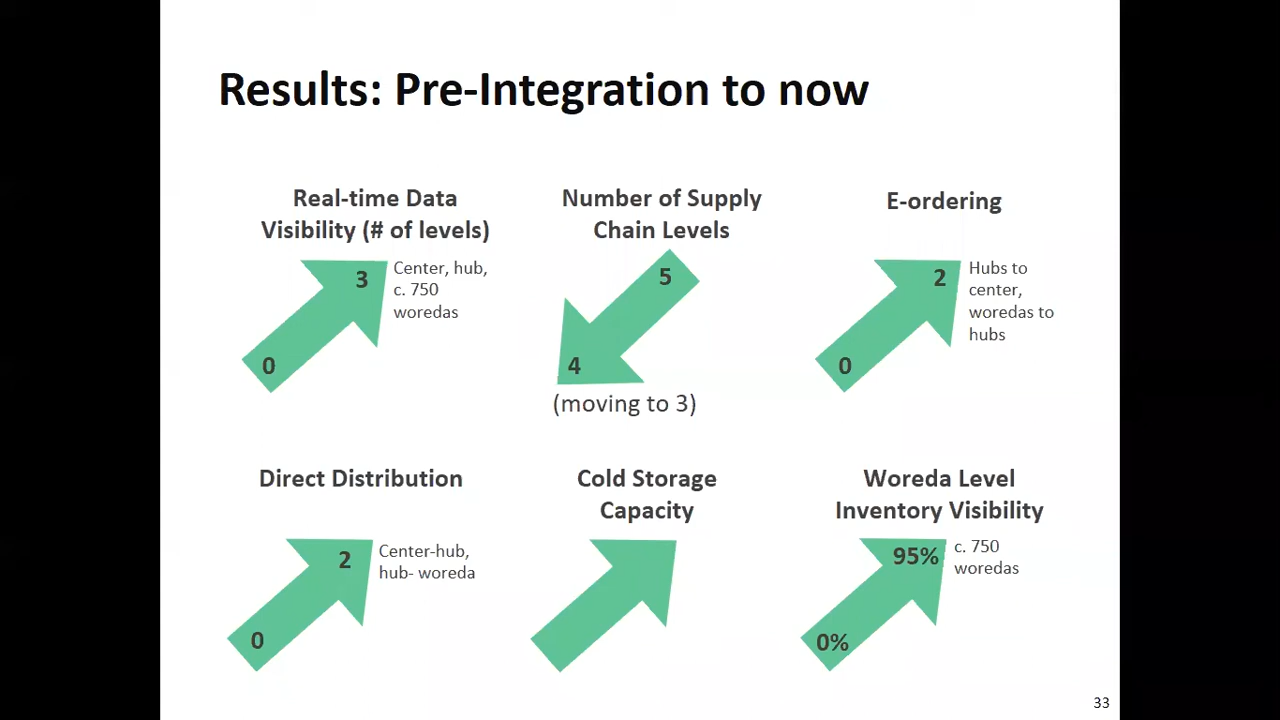 Results: Pre-Integration to now
Real-time Data
Visibility (# of levels)
3
Center, hub,
c. 750
woredas
0
Number of Supply
Chain Levels
5
4
(moving to 3)
E-ordering
2
Hubs to
center,
woredas to
hubs
0
Direct Distribution
2
Center-hub,
hub- woreda
0
Cold Storage
Capacity
Woreda Level
Inventory Visibility
95%
c. 750
woredas
0%
33